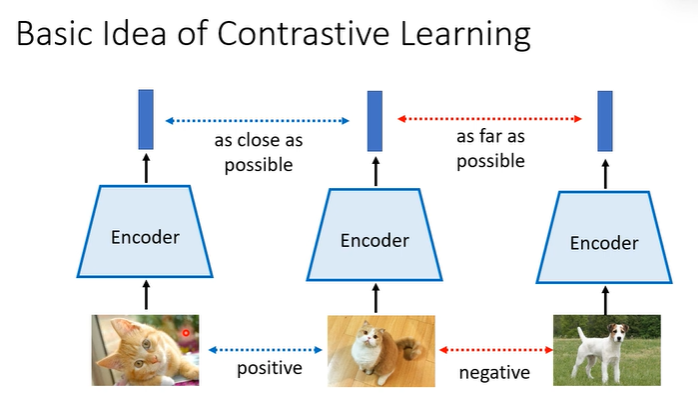 Basic Idea of Contrastive Learning
as close as
possible
as far as
possible
Encoder
Encoder
Encoder
positive
negative